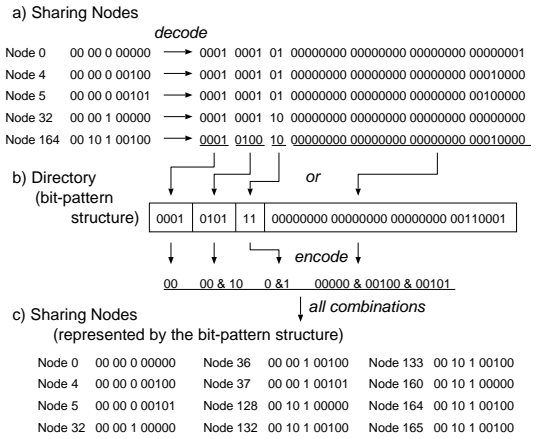 a) Sharing Nodes
decode
Node 0 00 00 0 00000 0001 0001 01 00000000 00000000 00000000 00000001
Node 4 00 00 0 00100 0001 0001 01 00000000 00000000 00000000 00010000
Node 5 00 00 0 00101 0001 0001 01 00000000 00000000 00000000 00100000
Node 32 00 00 1 00000 0001 0001 10 00000000 00000000 00000000 00000000
Node 164 00 10 1 00100 0001 0100 10 00000000 00000000 00000000 00010000
b) Directory
or
(bit-pattern
structure) 0001 0101 11 00000000 00000000 00000000 00110001
encode
00 00 & 10 0 &1 00000 & 00100 & 00101
all combinations
c) Sharing Nodes
(represented by the bit-pattern structure)
Node 0 00 00 0 00000 Node 36 00 00 1 00100 Node 133 00 10 1 00100
Node 4 00 00 0 00100 Node 37 00 00 1 00101 Node 160 00 10 1 00000
Node 5 00 00 0 00101 Node 128 00 10 1 00000 Node 164 00 10 1 00100
Node 32 00 00 1 00000 Node 132 00 10 1 00100 Node 165 00 10 1 00100